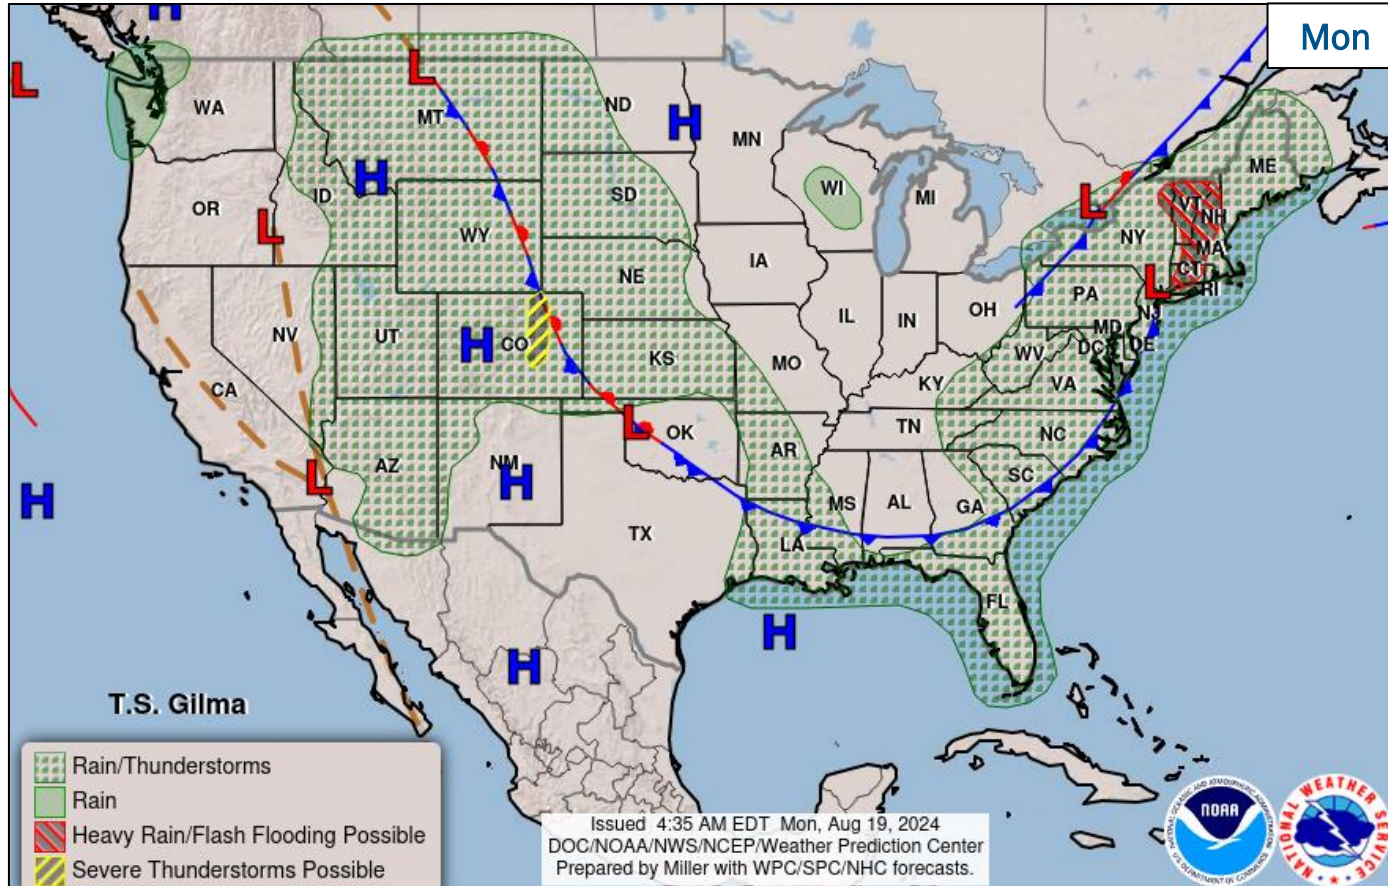 Mon
H
L
L
WA
MT
ND
H
MN
ME
H
ID
WI
MI
L
VT
NH
OR
L
SD
WY
NY
MA
IA
NE
CT
L
RI
PA
OH
NJ
IL
IN
NV
UT
H
CO
KS
MO
MD
DC
DE
WV
VA
KY
CA
L
OK
TN
NC
AR
AZ
NM
H
L
SC
H
MS
AL
GA
TX
LA
FL
H
H
T.S. Gilma
Rain/Thunderstorms
Rain
Heavy Rain/Flash Flooding Possible
Severe Thunderstorms Possible
Issued 4:35 AM EDT Mon, Aug 19, 2024
DOC/NOAA/NWS/NCEP/Weather Prediction Center
Prepared by Miller with WPC/SPC/NHC forecasts.
NOAA
NATIONAL WEATHER SERVICE